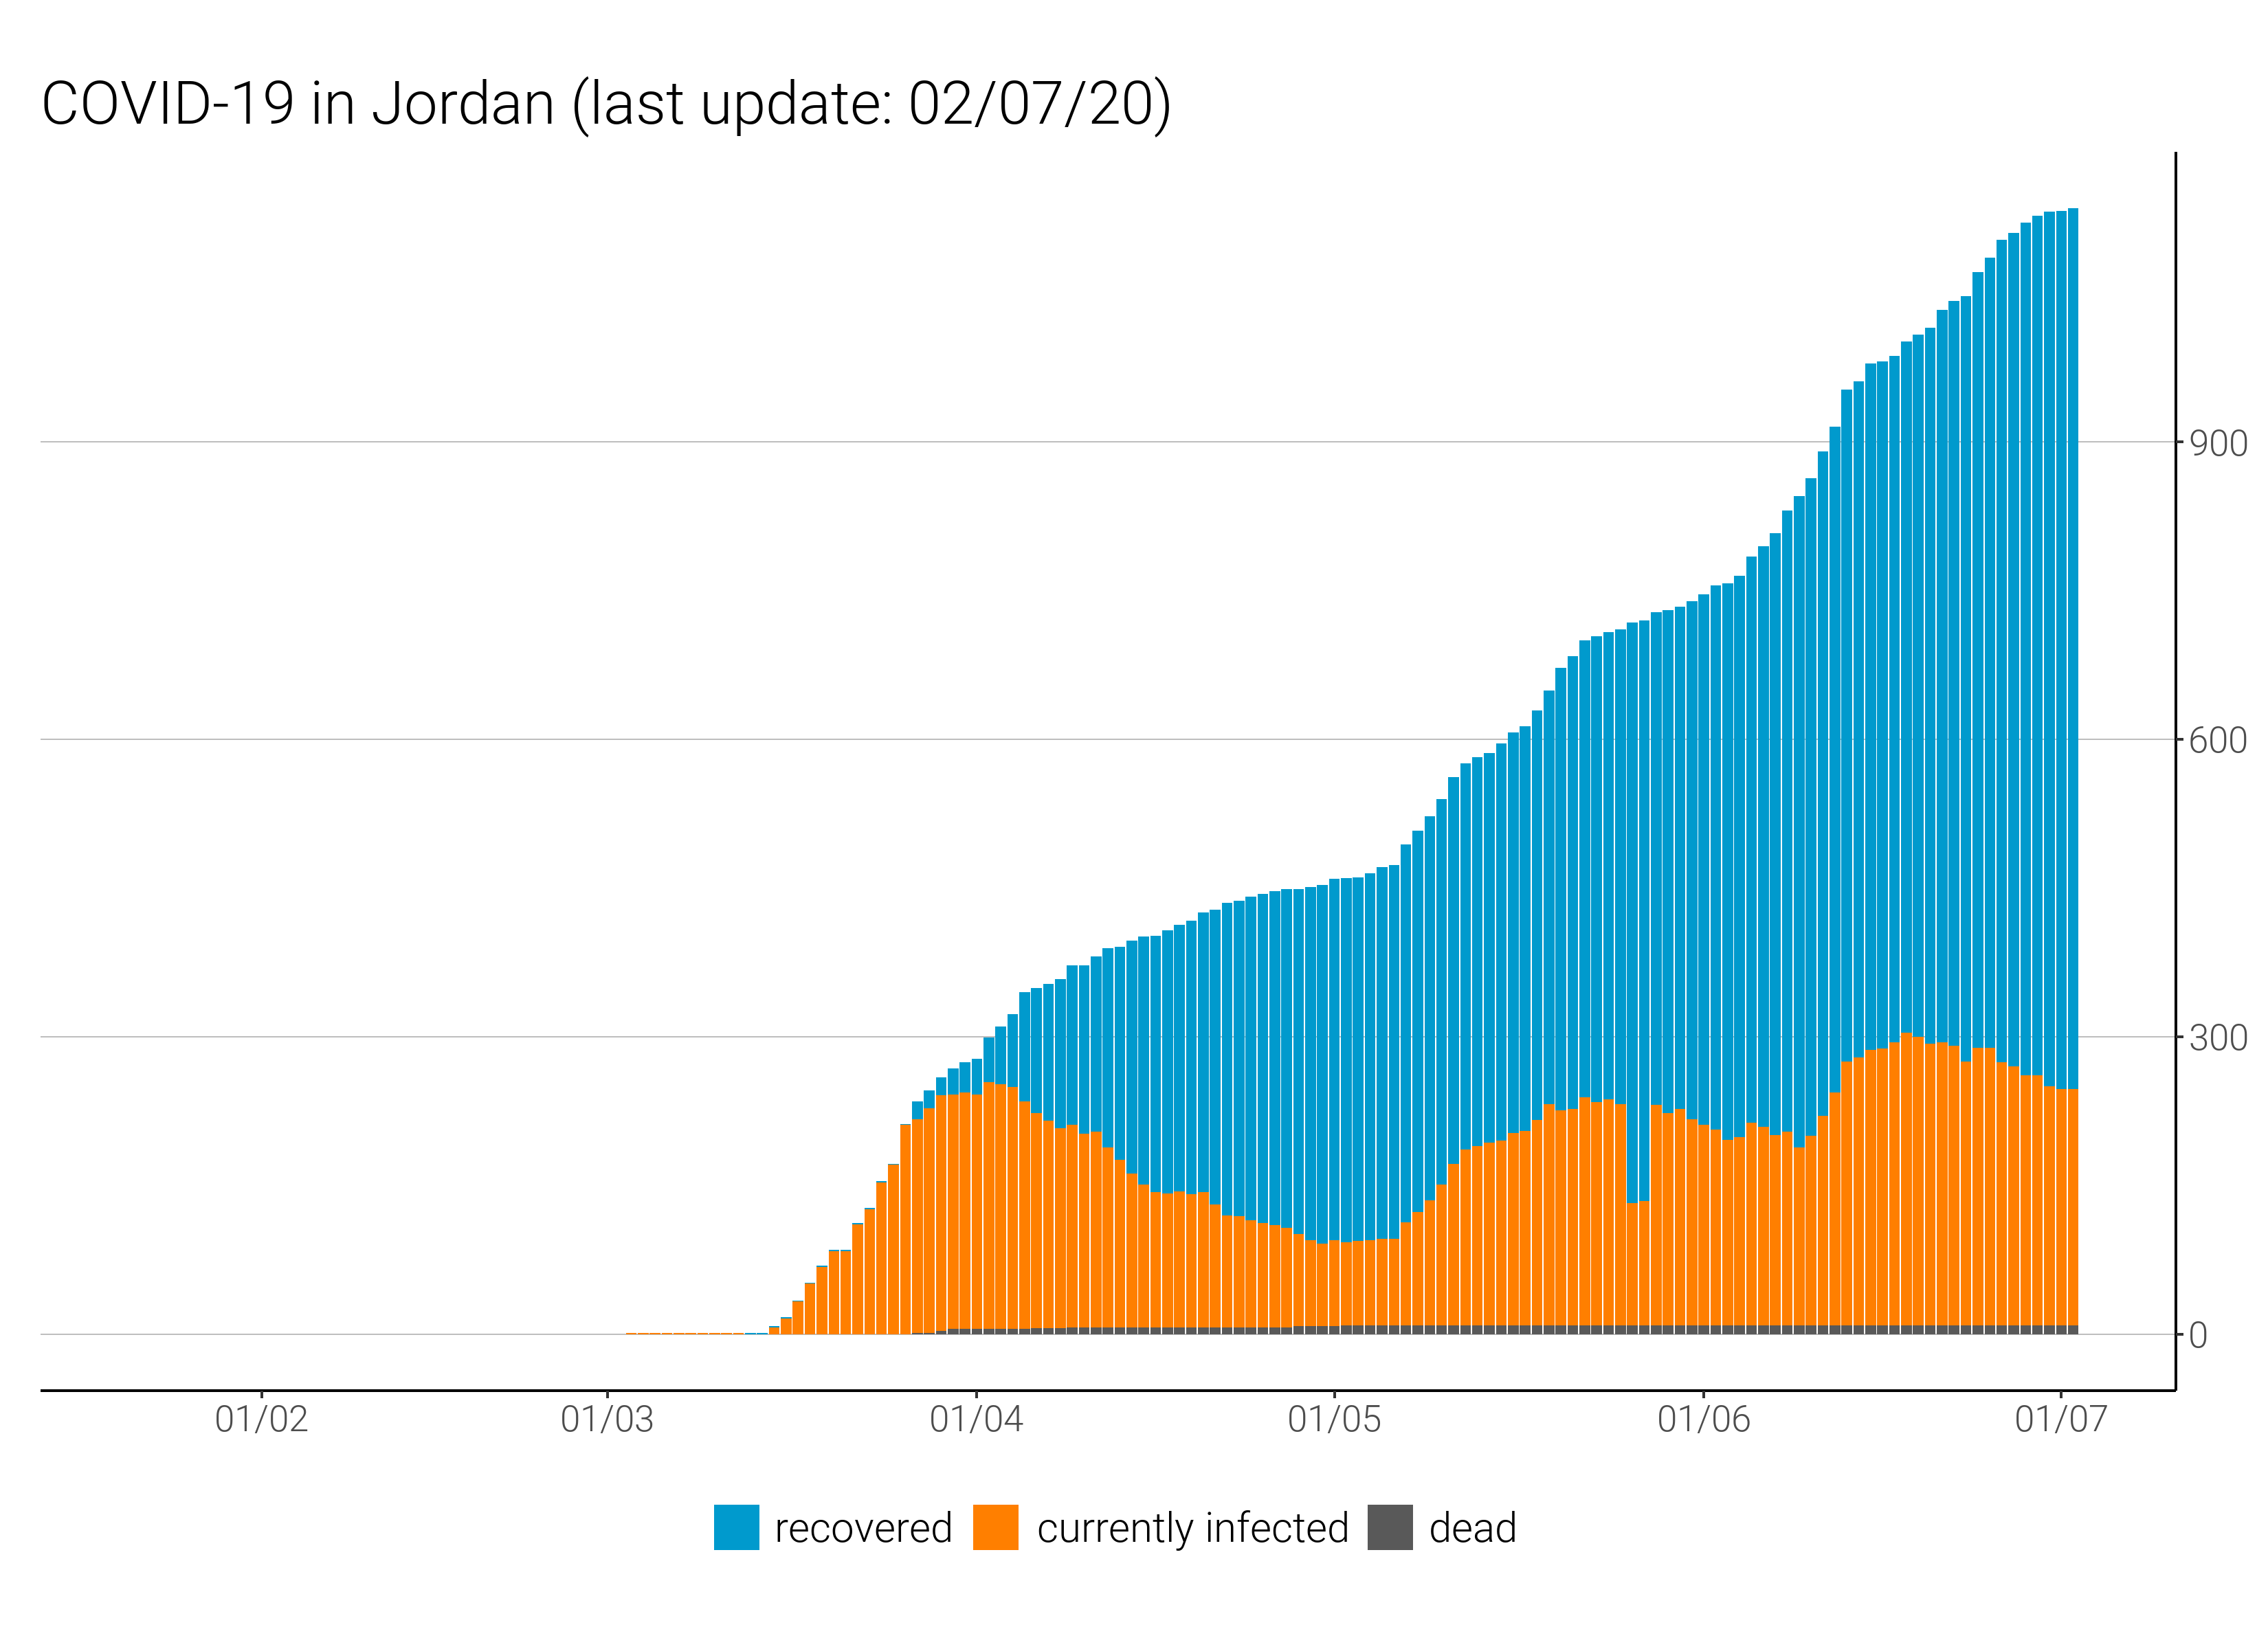 COVID-19 in Jordan (last update: 02/07/20)
900
600
300
0
01/02 01/03 01/04 01/05 01/06 01/07
recovered currently infected dead